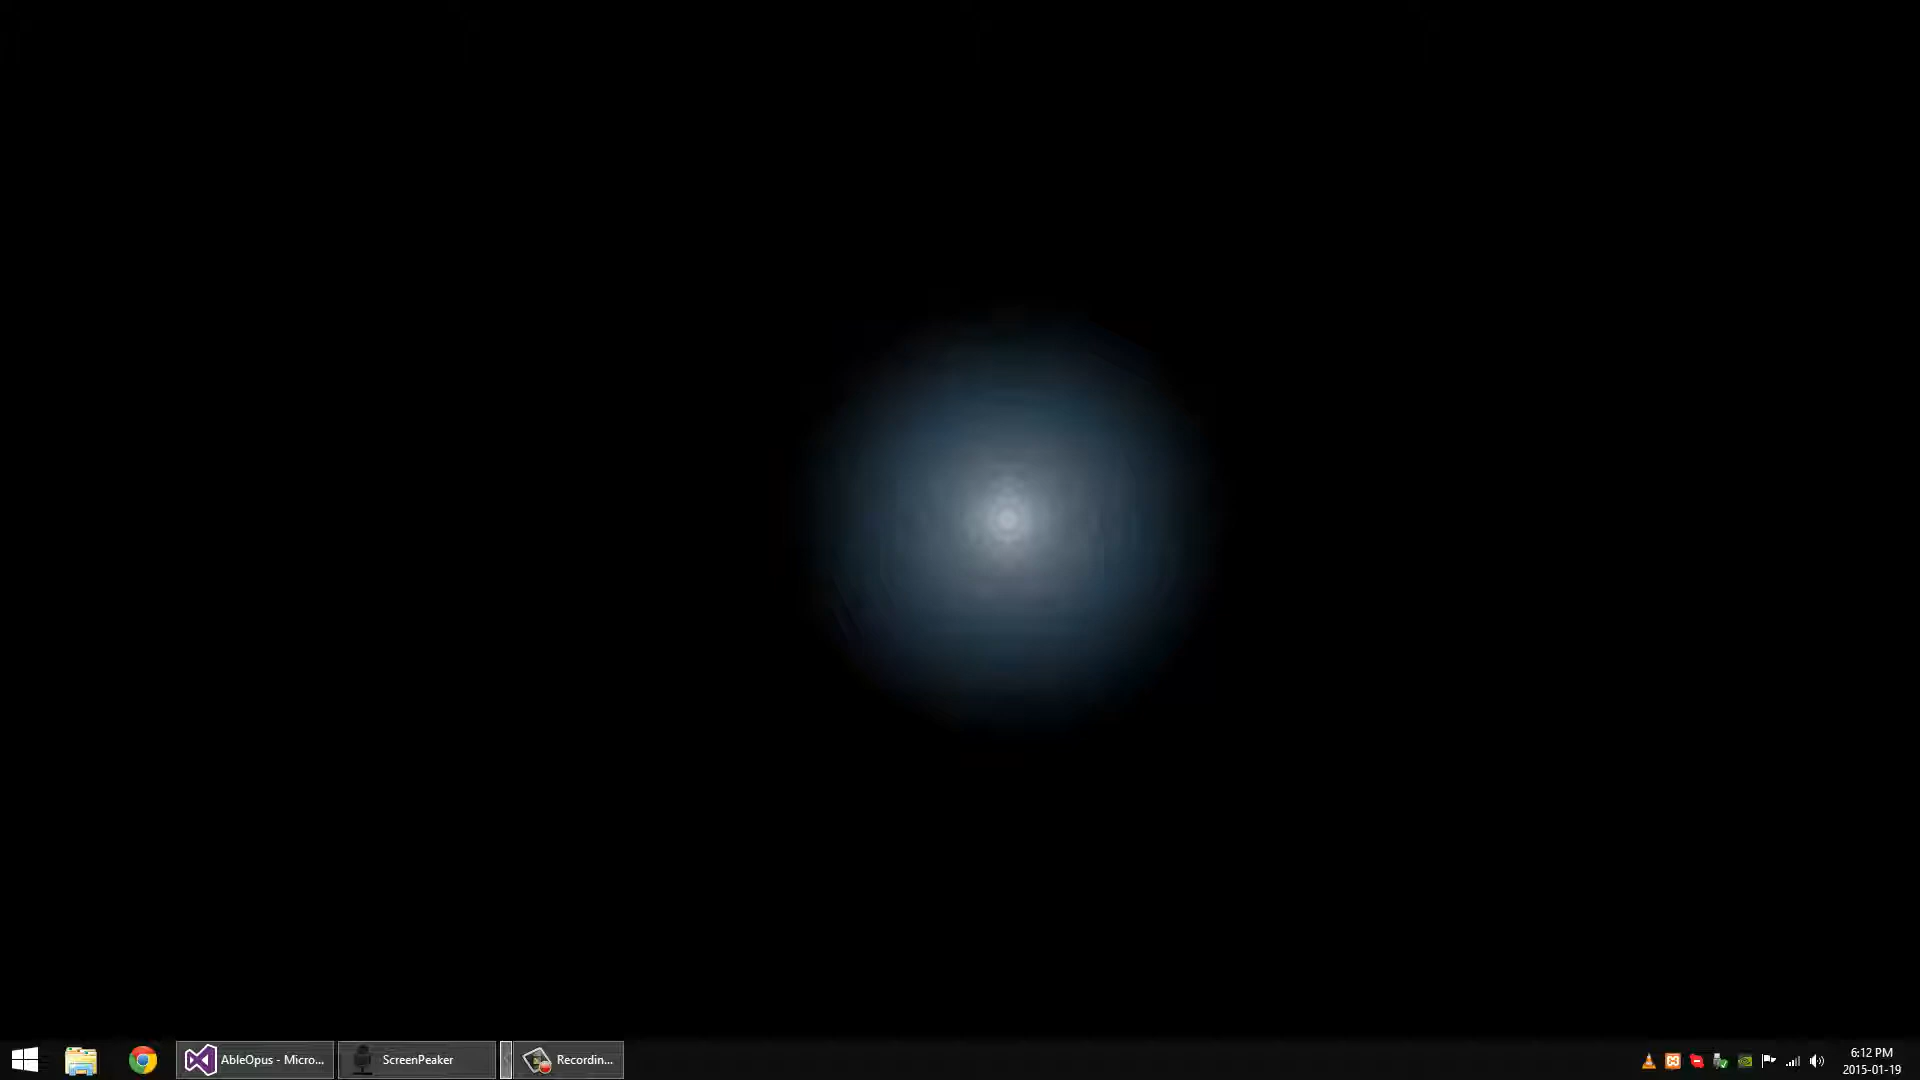 AbleOpus - Micro...
ScreenPeaker
Recordin...
6:12 PM
2015-01-19